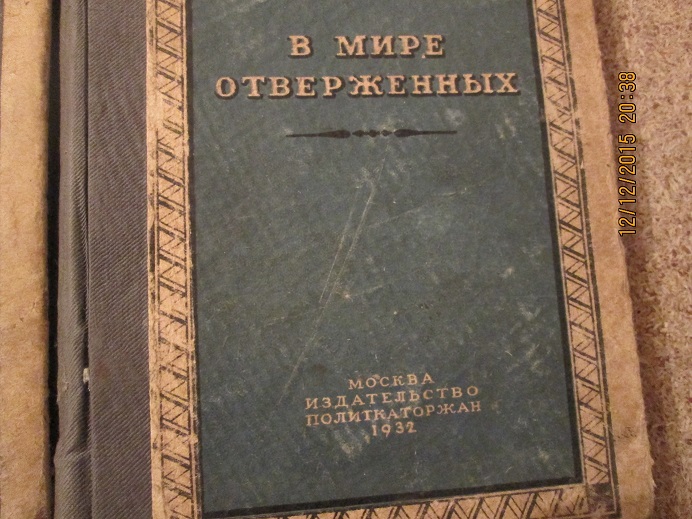 В МИРЕ
ОТВЕРЖЕННЫХ
МОСКВА
ИЗДАТЕЛЬСТВО
ПОЛИТКАТОРЖАН
1932
12/12/2015 20:38